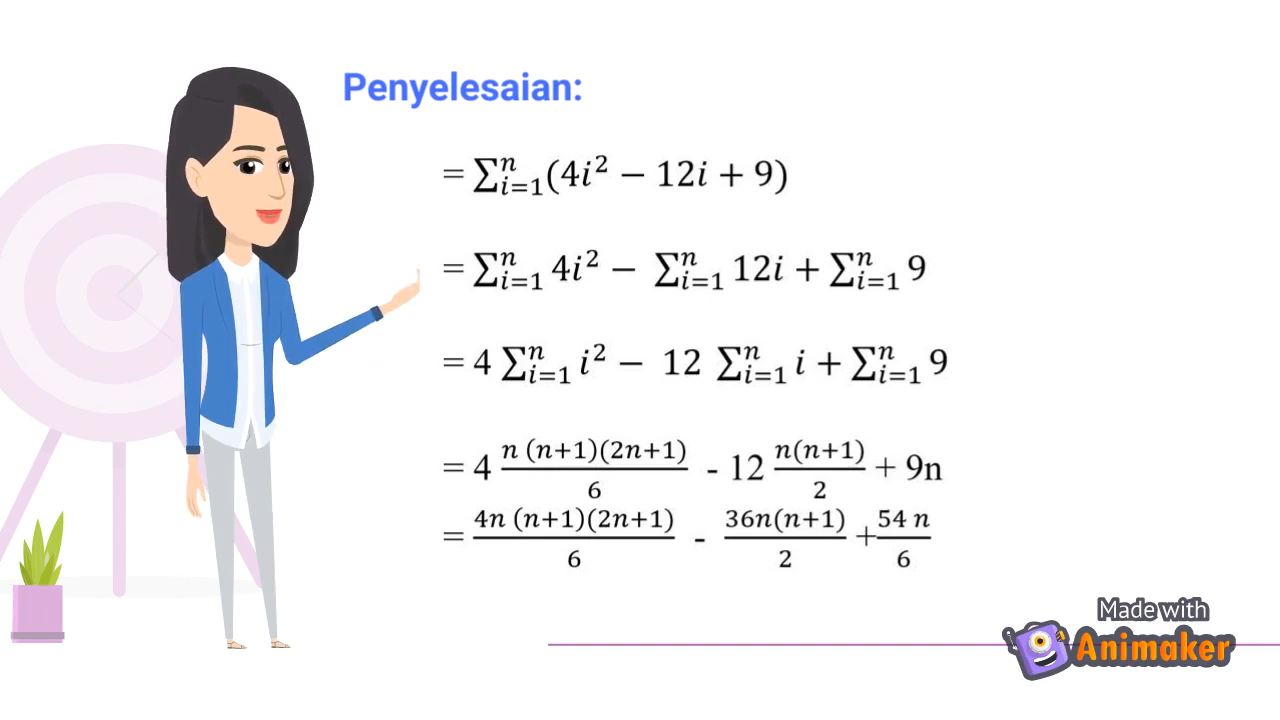 Penyelesaian:
= ∑ⁿᵢ₌₁(4i² − 12i + 9)
= ∑ⁿᵢ₌₁ 4i² − ∑ⁿᵢ₌₁ 12i + ∑ⁿᵢ₌₁ 9
= 4 ∑ⁿᵢ₌₁ i² − 12 ∑ⁿᵢ₌₁ i + ∑ⁿᵢ₌₁ 9
= 4 n (n+1)(2n+1)/6 - 12 n(n+1)/2 + 9n
= 4n (n+1)(2n+1)/6 - 36n(n+1)/2 + 54 n/6
Made with
Animaker